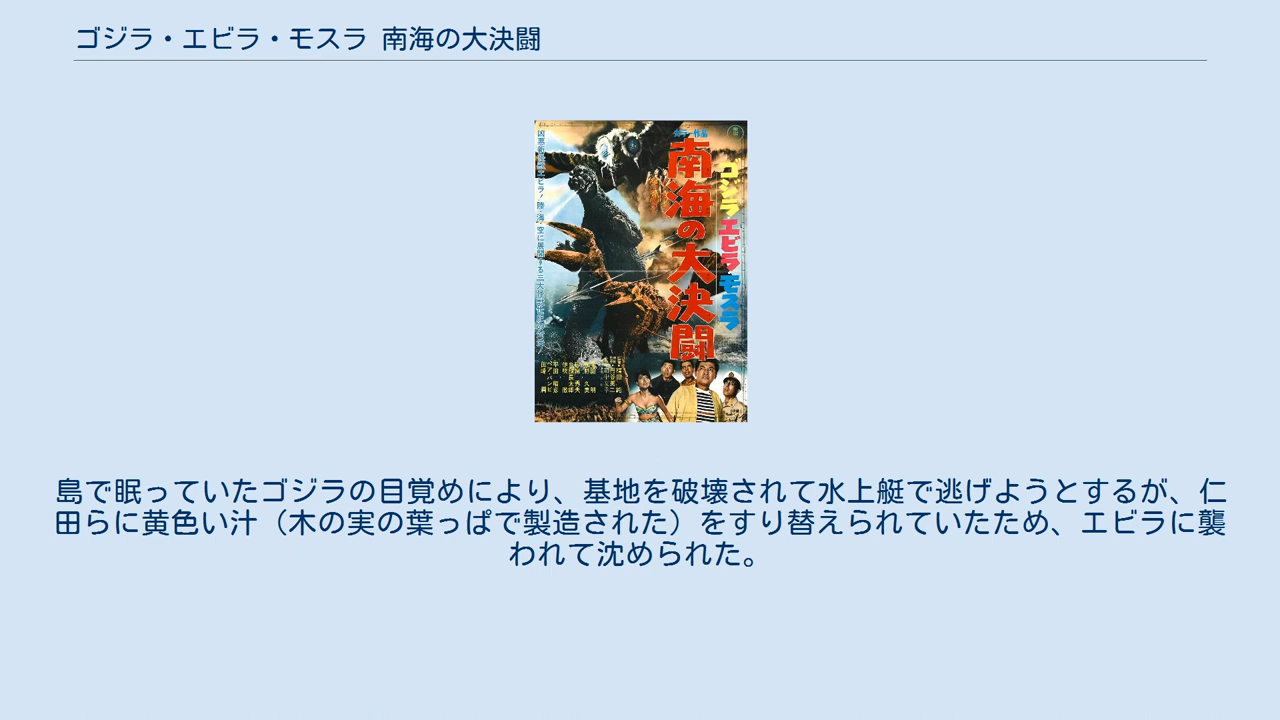 ゴジラ・エビラ・モスラ 南海の大決闘
南海の大決闘
ゴジラ エビラ モスラ
島で眠っていたゴジラの目覚めにより、基地を破壊されて水上艇で逃げようとするが、仁
田らに黄色い汁（木の実の葉っぱで製造された）をすり替えられていたため、エビラに襲
われて沈められた。